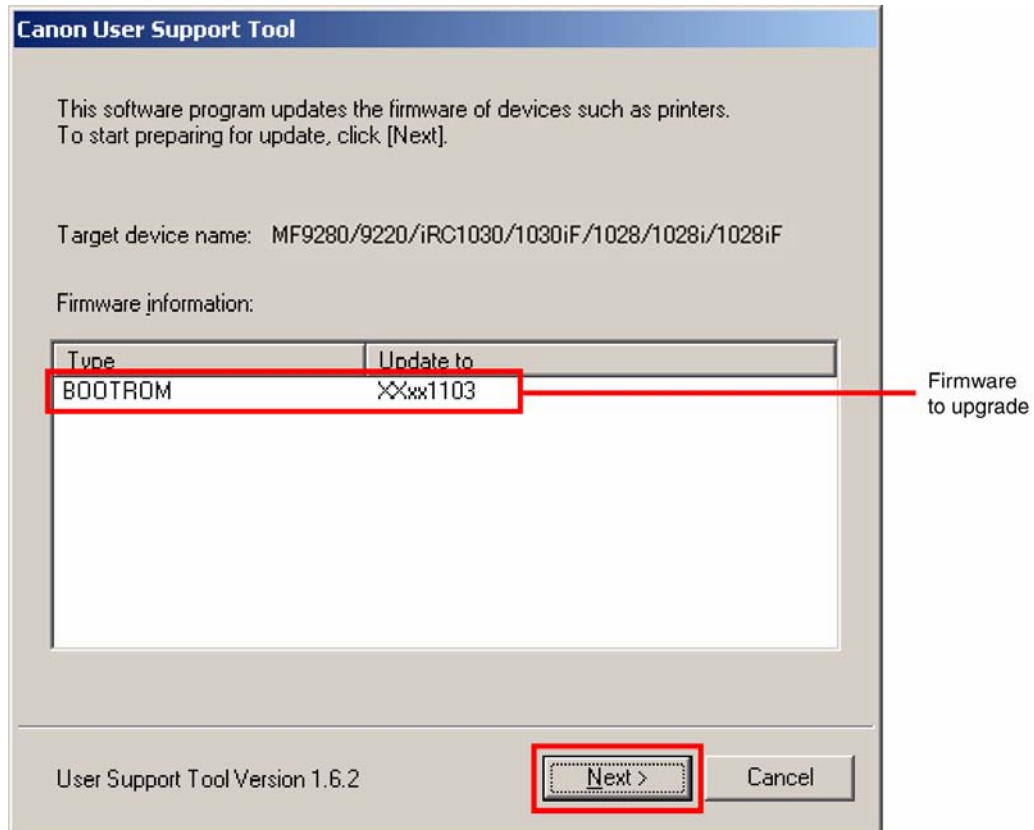 Canon User Support Tool
This software program updates the firmware of devices such as printers.
To start preparing for update, click [Next].
Target device name: MF9280/9220/iRC1030/1030iF/1028/1028i/1028iF
Firmware information:
Type Update to
BOOTROM XXxx1103
Firmware
to upgrade
User Support Tool Version 1.6.2
Next > Cancel